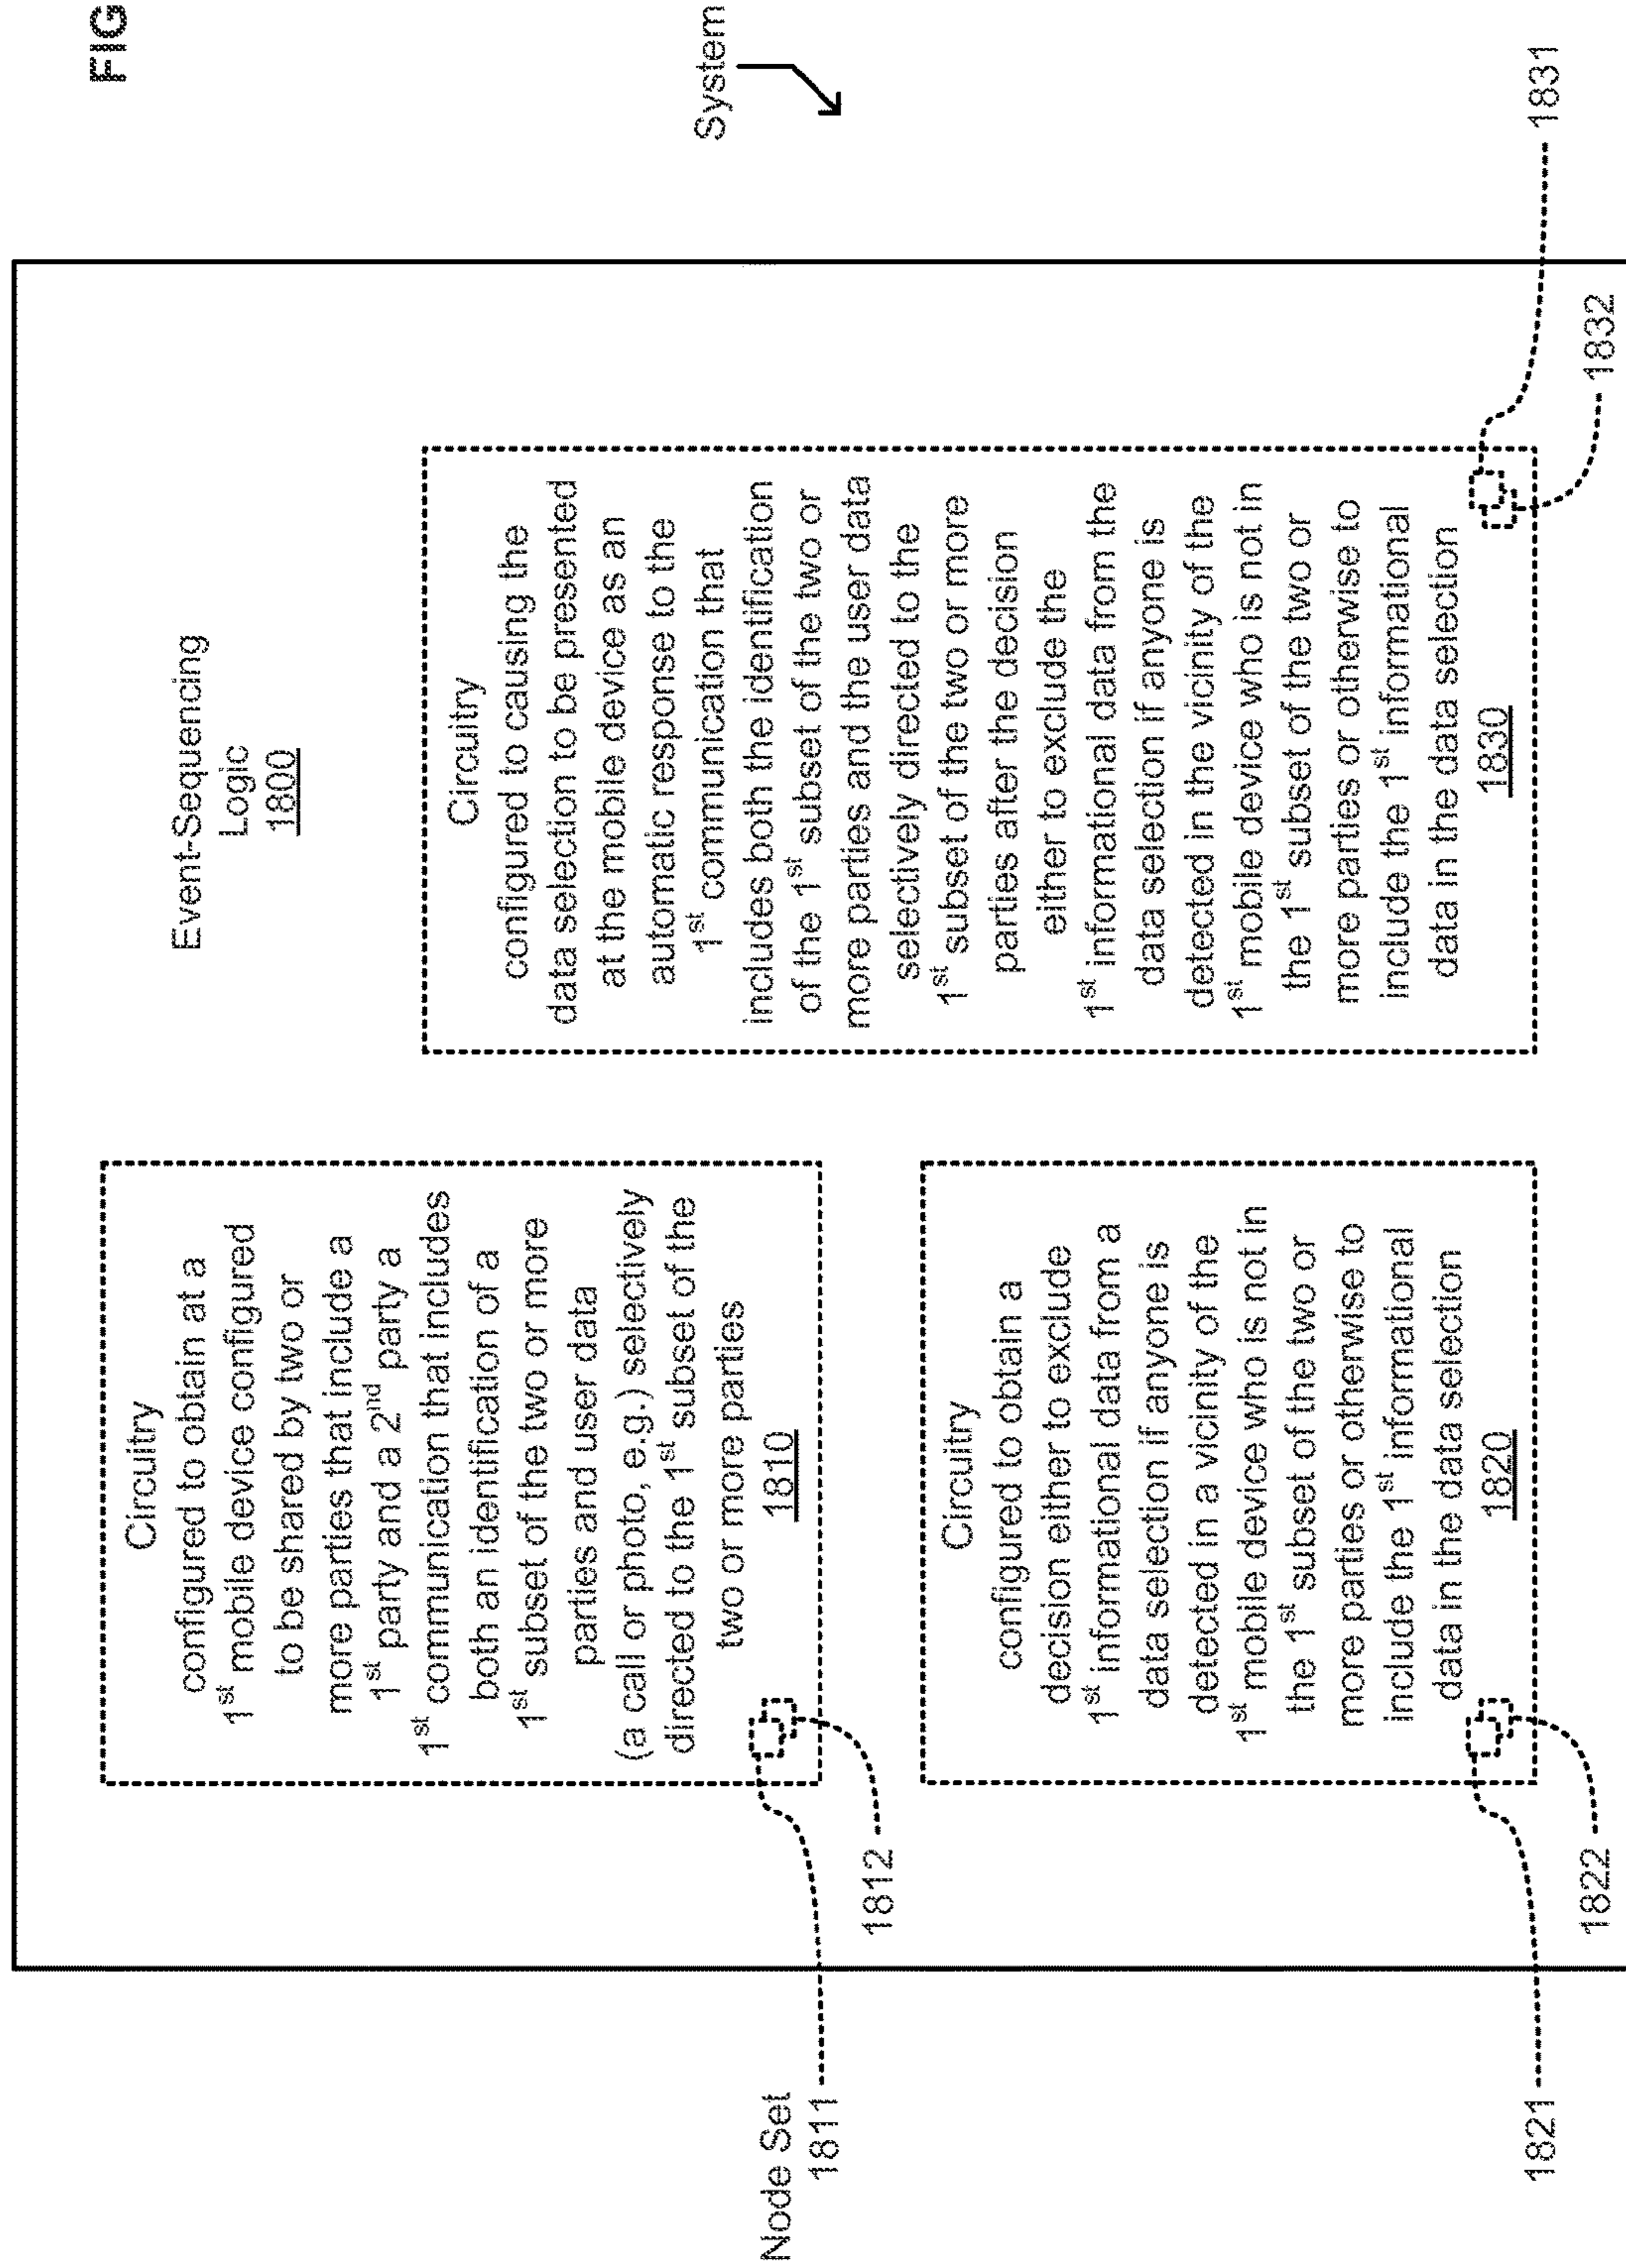 FIG
System
Event-Sequencing
Logic
1800
Circuitry
configured to obtain at a
1st mobile device configured
to be shared by two or
more parties that include a
1st party and a 2nd party a
1st communication that includes
both an identification of a
1st subset of the two or more
parties and user data
(a call or photo, e.g.) selectively
directed to the 1st subset of the
two or more parties
1810
Node Set
1811
1812
Circuitry
configured to obtain a
decision either to exclude
1st informational data from a
data selection if anyone is
detected in a vicinity of the
1st mobile device who is not in
the 1st subset of the two or
more parties or otherwise to
include the 1st informational
data in the data selection
1820
1821
1822
Circuitry
configured to causing the
data selection to be presented
at the mobile device as an
automatic response to the
1st communication that
includes both the identification
of the 1st subset of the two or
more parties and the user data
selectively directed to the
1st subset of the two or more
parties after the decision
either to exclude the
1st informational data from the
data selection if anyone is
detected in the vicinity of the
1st mobile device who is not in
the 1st subset of the two or
more parties or otherwise to
include the 1st informational
data in the data selection
1830
1831
1832